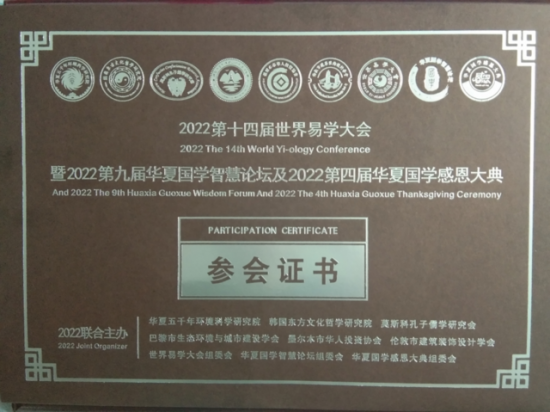 2022第十四届世界易学大会
2022 The 14th World Yi-ology Conference
暨2022第九届华夏国学智慧论坛及2022第四届华夏国学感恩大典
And 2022 The 9th Huaxia Guoxue Wisdom Forum And 2022 The 4th Huaxia Guoxue Thanksgiving Ceremony
PARTICIPATION CERTIFICATE
参会证书
2022联合主办
2022 Joint Organizer
华夏五千年环境科学研究院 韩国东方文化哲学研究院 莫斯科孔子儒学研究会
巴黎市生态环境与城市建设学会 墨尔本市华人投资协会 伦敦市建筑装饰设计学会
世界易学大会组委会 华夏国学智慧论坛组委会 华夏国学感恩大典组委会